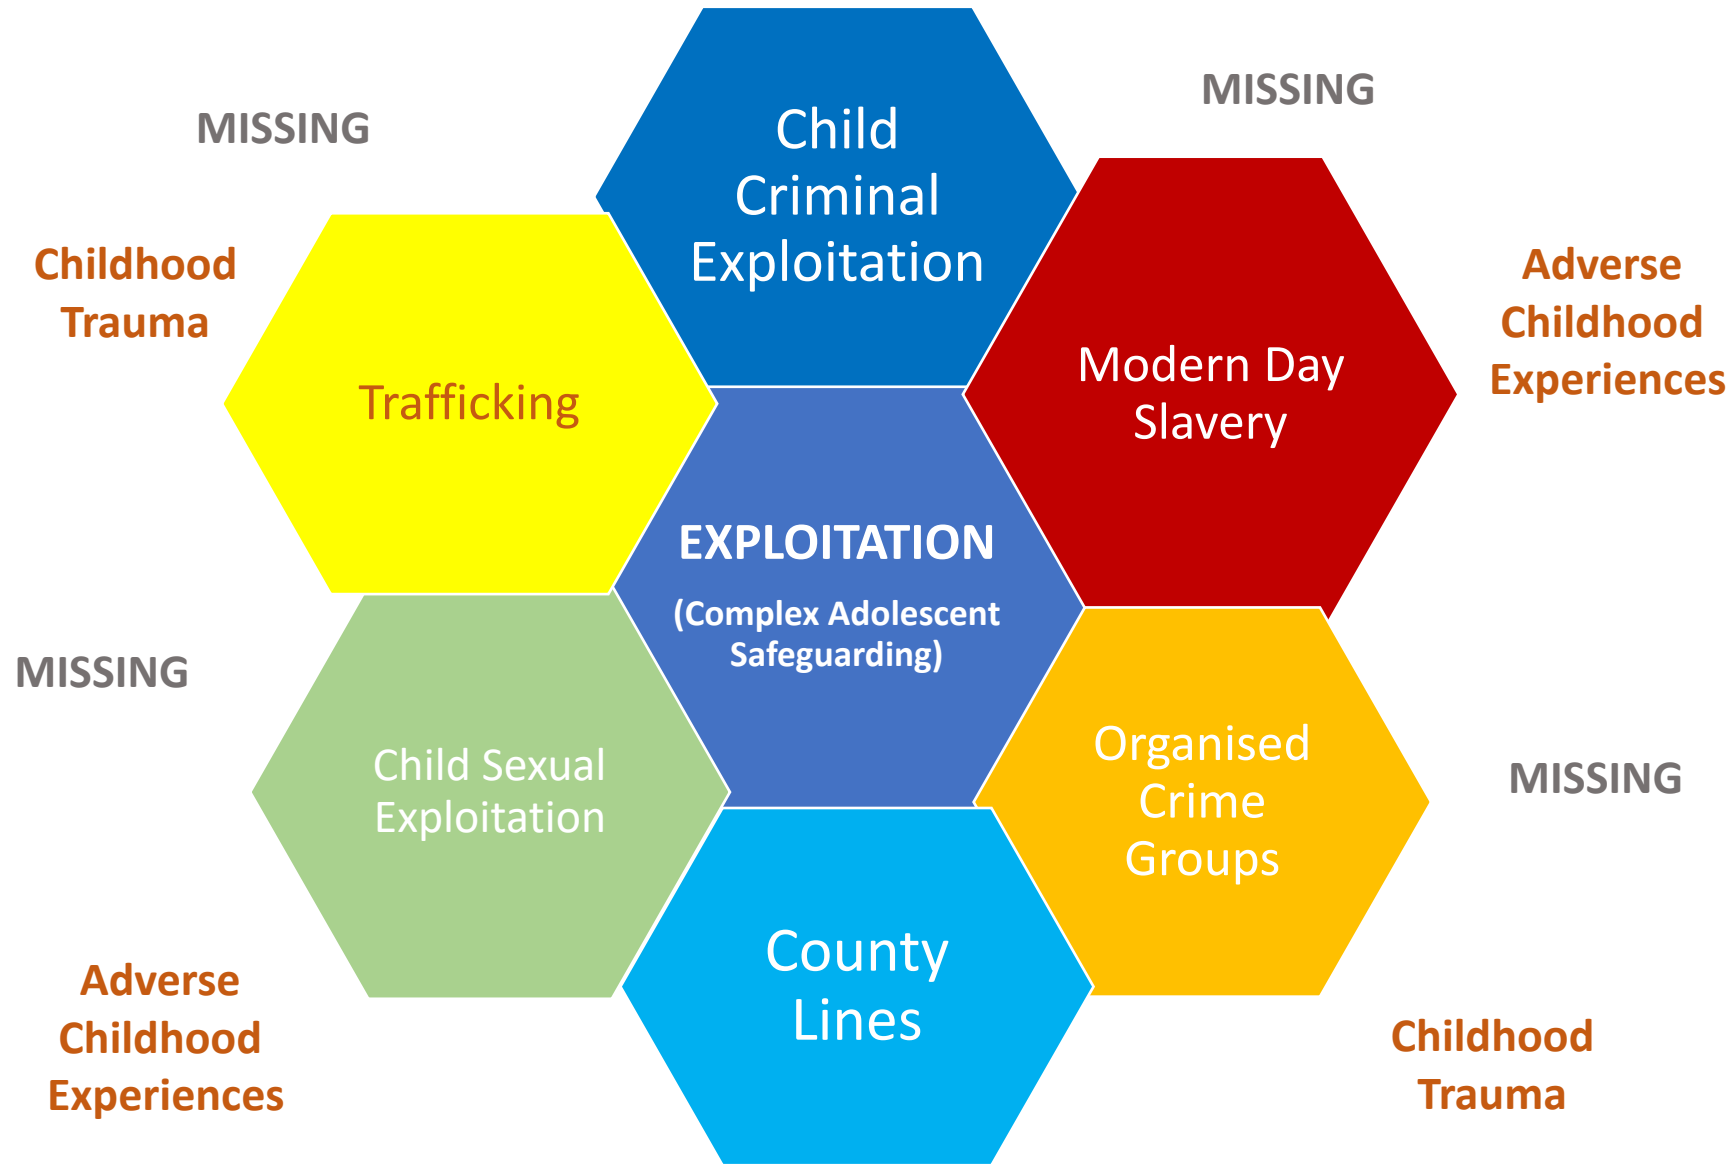 MISSING
MISSING
Child
Criminal
Exploitation
Childhood
Trauma
Adverse
Childhood
Experiences
Trafficking
Modern Day
Slavery
EXPLOITATION
(Complex Adolescent
Safeguarding)
MISSING
Child Sexual
Exploitation
Organised
Crime
Groups
MISSING
County
Lines
Adverse
Childhood
Experiences
Childhood
Trauma